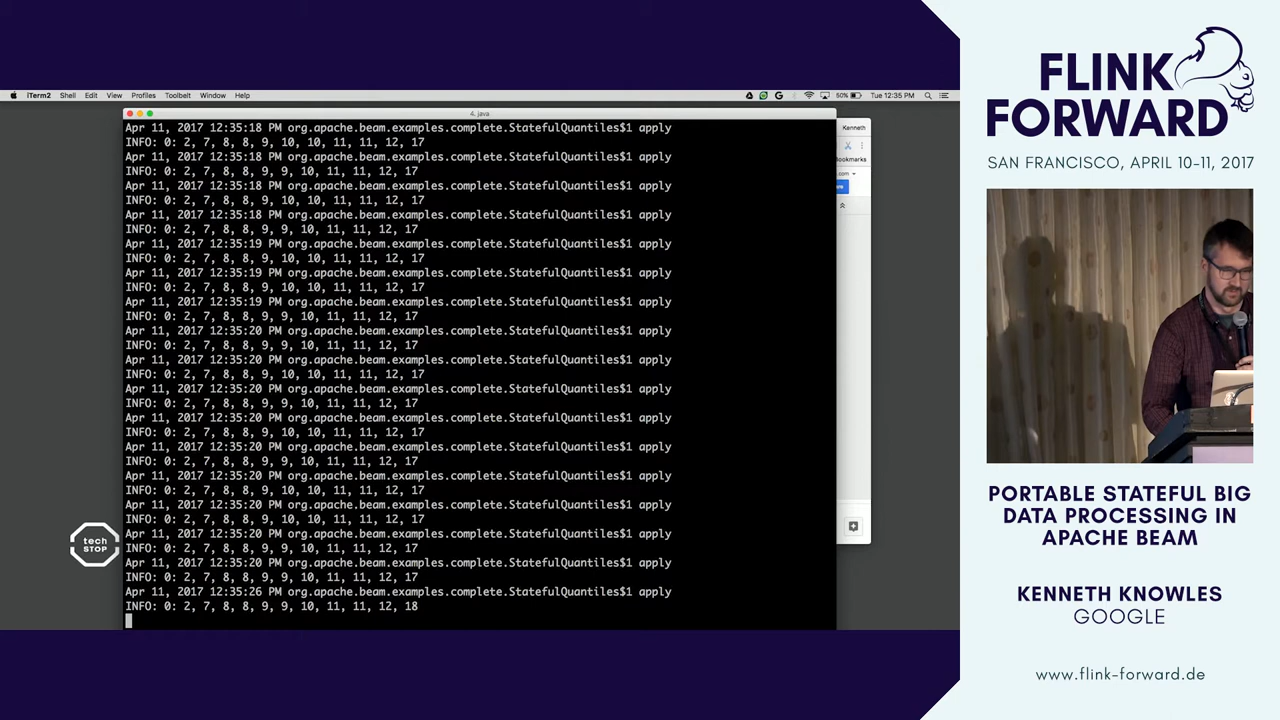 iTerm2 Shell Edit View Profiles Toolbelt Window Help 50% Tue 12:35 PM
4. java
Apr 11, 2017 12:35:18 PM org.apache.beam.examples.complete.StatefulQuantiles$1 apply
INFO: 0: 2, 7, 8, 8, 9, 10, 10, 11, 11, 12, 17
Apr 11, 2017 12:35:18 PM org.apache.beam.examples.complete.StatefulQuantiles$1 apply
INFO: 0: 2, 7, 8, 8, 9, 9, 10, 11, 11, 12, 17
Apr 11, 2017 12:35:18 PM org.apache.beam.examples.complete.StatefulQuantiles$1 apply
INFO: 0: 2, 7, 8, 8, 9, 10, 10, 11, 11, 12, 17
Apr 11, 2017 12:35:18 PM org.apache.beam.examples.complete.StatefulQuantiles$1 apply
INFO: 0: 2, 7, 8, 8, 9, 9, 10, 11, 11, 12, 17
Apr 11, 2017 12:35:19 PM org.apache.beam.examples.complete.StatefulQuantiles$1 apply
INFO: 0: 2, 7, 8, 8, 9, 9, 10, 11, 11, 12, 17
Apr 11, 2017 12:35:19 PM org.apache.beam.examples.complete.StatefulQuantiles$1 apply
INFO: 0: 2, 7, 8, 8, 9, 9, 10, 11, 11, 12, 17
Apr 11, 2017 12:35:19 PM org.apache.beam.examples.complete.StatefulQuantiles$1 apply
INFO: 0: 2, 7, 8, 8, 9, 9, 10, 11, 11, 12, 17
Apr 11, 2017 12:35:20 PM org.apache.beam.examples.complete.StatefulQuantiles$1 apply
INFO: 0: 2, 7, 8, 8, 9, 9, 10, 11, 11, 12, 17
Apr 11, 2017 12:35:20 PM org.apache.beam.examples.complete.StatefulQuantiles$1 apply
INFO: 0: 2, 7, 8, 8, 9, 9, 10, 11, 11, 12, 17
Apr 11, 2017 12:35:20 PM org.apache.beam.examples.complete.StatefulQuantiles$1 apply
INFO: 0: 2, 7, 8, 8, 9, 9, 10, 11, 11, 12, 17
Apr 11, 2017 12:35:20 PM org.apache.beam.examples.complete.StatefulQuantiles$1 apply
INFO: 0: 2, 7, 8, 8, 9, 9, 10, 11, 11, 12, 17
Apr 11, 2017 12:35:20 PM org.apache.beam.examples.complete.StatefulQuantiles$1 apply
INFO: 0: 2, 7, 8, 8, 9, 9, 10, 11, 11, 12, 17
Apr 11, 2017 12:35:20 PM org.apache.beam.examples.complete.StatefulQuantiles$1 apply
INFO: 0: 2, 7, 8, 8, 9, 9, 10, 11, 11, 12, 17
Apr 11, 2017 12:35:20 PM org.apache.beam.examples.complete.StatefulQuantiles$1 apply
INFO: 0: 2, 7, 8, 8, 9, 9, 10, 11, 11, 12, 17
Apr 11, 2017 12:35:20 PM org.apache.beam.examples.complete.StatefulQuantiles$1 apply
INFO: 0: 2, 7, 8, 8, 9, 9, 10, 11, 11, 12, 17
Apr 11, 2017 12:35:20 PM org.apache.beam.examples.complete.StatefulQuantiles$1 apply
INFO: 0: 2, 7, 8, 8, 9, 9, 10, 11, 11, 12, 17
Apr 11, 2017 12:35:26 PM org.apache.beam.examples.complete.StatefulQuantiles$1 apply
INFO: 0: 2, 7, 8, 8, 9, 9, 10, 11, 11, 12, 18
Kenneth
ookmarks
.com
tech
STOP
FLINK
FORWARD
SAN FRANCISCO, APRIL 10-11, 2017
PORTABLE STATEFUL BIG
DATA PROCESSING IN
APACHE BEAM
KENNETH KNOWLES
GOOGLE
www.flink-forward.de